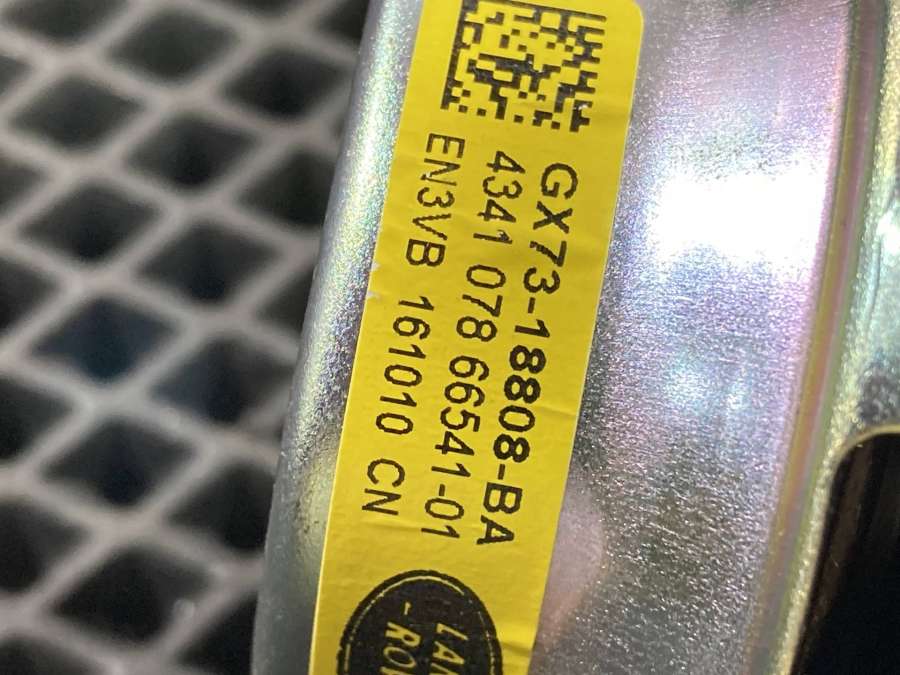 GX73-18808-BA
4341 078 66541-01
EN3VB 161010 CN